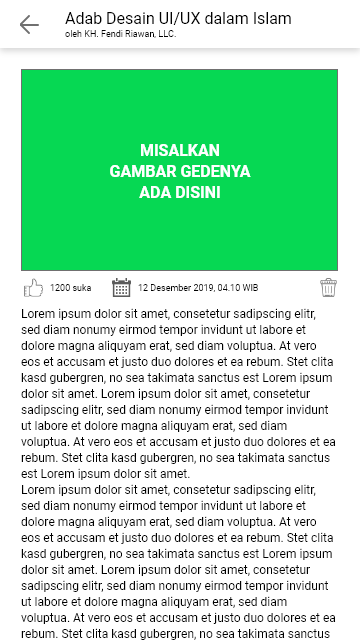 Adab Desain UI/UX dalam Islam
oleh KH. Fendi Riawan, LLC.
MISALKAN
GAMBAR GEDENYA
ADA DISINI
1200 suka
12 Desember 2019, 04.10 WIB
Lorem ipsum dolor sit amet, consetetur sadipscing elitr,
sed diam nonumy eirmod tempor invidunt ut labore et
dolore magna aliquyam erat, sed diam voluptua. At vero
eos et accusam et justo duo dolores et ea rebum. Stet clita
kasd gubergren, no sea takimata sanctus est Lorem ipsum
dolor sit amet. Lorem ipsum dolor sit amet, consetetur
sadipscing elitr, sed diam nonumy eirmod tempor invidunt
ut labore et dolore magna aliquyam erat, sed diam
voluptua. At vero eos et accusam et justo duo dolores et ea
rebum. Stet clita kasd gubergren, no sea takimata sanctus
est Lorem ipsum dolor sit amet.
Lorem ipsum dolor sit amet, consetetur sadipscing elitr,
sed diam nonumy eirmod tempor invidunt ut labore et
dolore magna aliquyam erat, sed diam voluptua. At vero
eos et accusam et justo duo dolores et ea rebum. Stet clita
kasd gubergren, no sea takimata sanctus est Lorem ipsum
dolor sit amet. Lorem ipsum dolor sit amet, consetetur
sadipscing elitr, sed diam nonumy eirmod tempor invidunt
ut labore et dolore magna aliquyam erat, sed diam
voluptua. At vero eos et accusam et justo duo dolores et ea
rebum. Stet clita kasd gubergren, no sea takimata sanctus